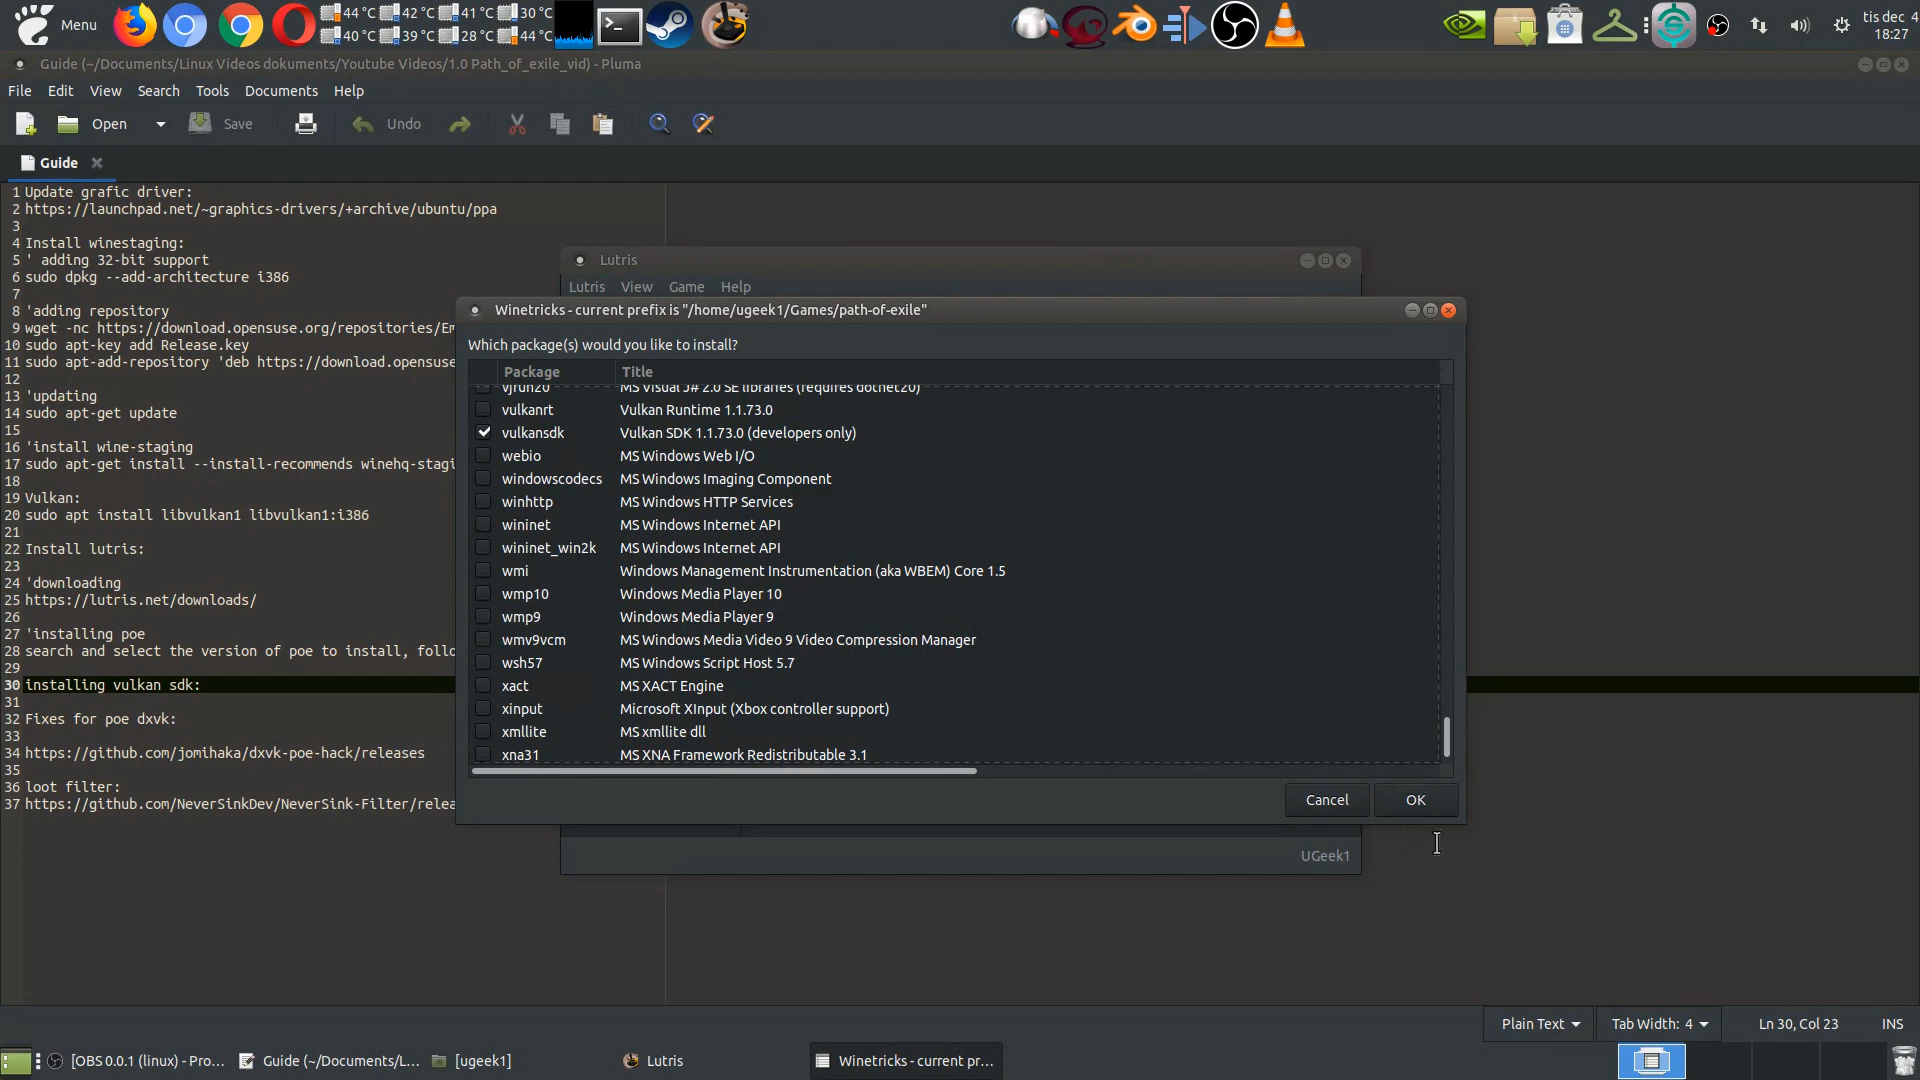 Menu
44 °C 42 °C 41 °C 30 °C
40 °C 39 °C 28 °C 44 °C
tis dec 4
18:27
Guide (~/Documents/Linux Videos dokuments/Youtube Videos/1.0 Path_of_exile_vid) - Pluma
File Edit View Search Tools Documents Help
Open Save Undo
Guide
1 Update grafic driver:
2 https://launchpad.net/~graphics-drivers/+archive/ubuntu/ppa
3
4 Install winestaging:
5 ' adding 32-bit support
6 sudo dpkg --add-architecture i386
7
8 'adding repository
9 wget -nc https://download.opensuse.org/repositories/Em
10 sudo apt-key add Release.key
11 sudo apt-add-repository 'deb https://download.opensuse
12
13 'updating
14 sudo apt-get update
15
16 'install wine-staging
17 sudo apt-get install --install-recommends winehq-stagi
18
19 Vulkan:
20 sudo apt install libvulkan1 libvulkan1:i386
21
22 Install lutris:
23
24 'downloading
25 https://lutris.net/downloads/
26
27 'installing poe
28 search and select the version of poe to install, follo
29
30 installing vulkan sdk:
31
32 Fixes for poe dxvk:
33
34 https://github.com/jomihaka/dxvk-poe-hack/releases
35
36 loot filter:
37 https://github.com/NeverSinkDev/NeverSink-Filter/relea
Lutris
Lutris View Game Help
Winetricks - current prefix is "/home/ugeek1/Games/path-of-exile"
Which package(s) would you like to install?
Package Title
vjrun20 MS Visual J# 2.0 SE libraries (requires dotnet20)
vulkanrt Vulkan Runtime 1.1.73.0
vulkansdk Vulkan SDK 1.1.73.0 (developers only)
webio MS Windows Web I/O
windowscodecs MS Windows Imaging Component
winhttp MS Windows HTTP Services
wininet MS Windows Internet API
wininet_win2k MS Windows Internet API
wmi Windows Management Instrumentation (aka WBEM) Core 1.5
wmp10 Windows Media Player 10
wmp9 Windows Media Player 9
wmv9vcm MS Windows Media Video 9 Video Compression Manager
wsh57 MS Windows Script Host 5.7
xact MS XACT Engine
xinput Microsoft XInput (Xbox controller support)
xmllite MS xmllite dll
xna31 MS XNA Framework Redistributable 3.1
Cancel OK
UGeek1
Plain Text Tab Width: 4 Ln 30, Col 23 INS
[OBS 0.0.1 (linux) - Pro... Guide (~/Documents/L... [ugeek1] Lutris Winetricks - current pr...